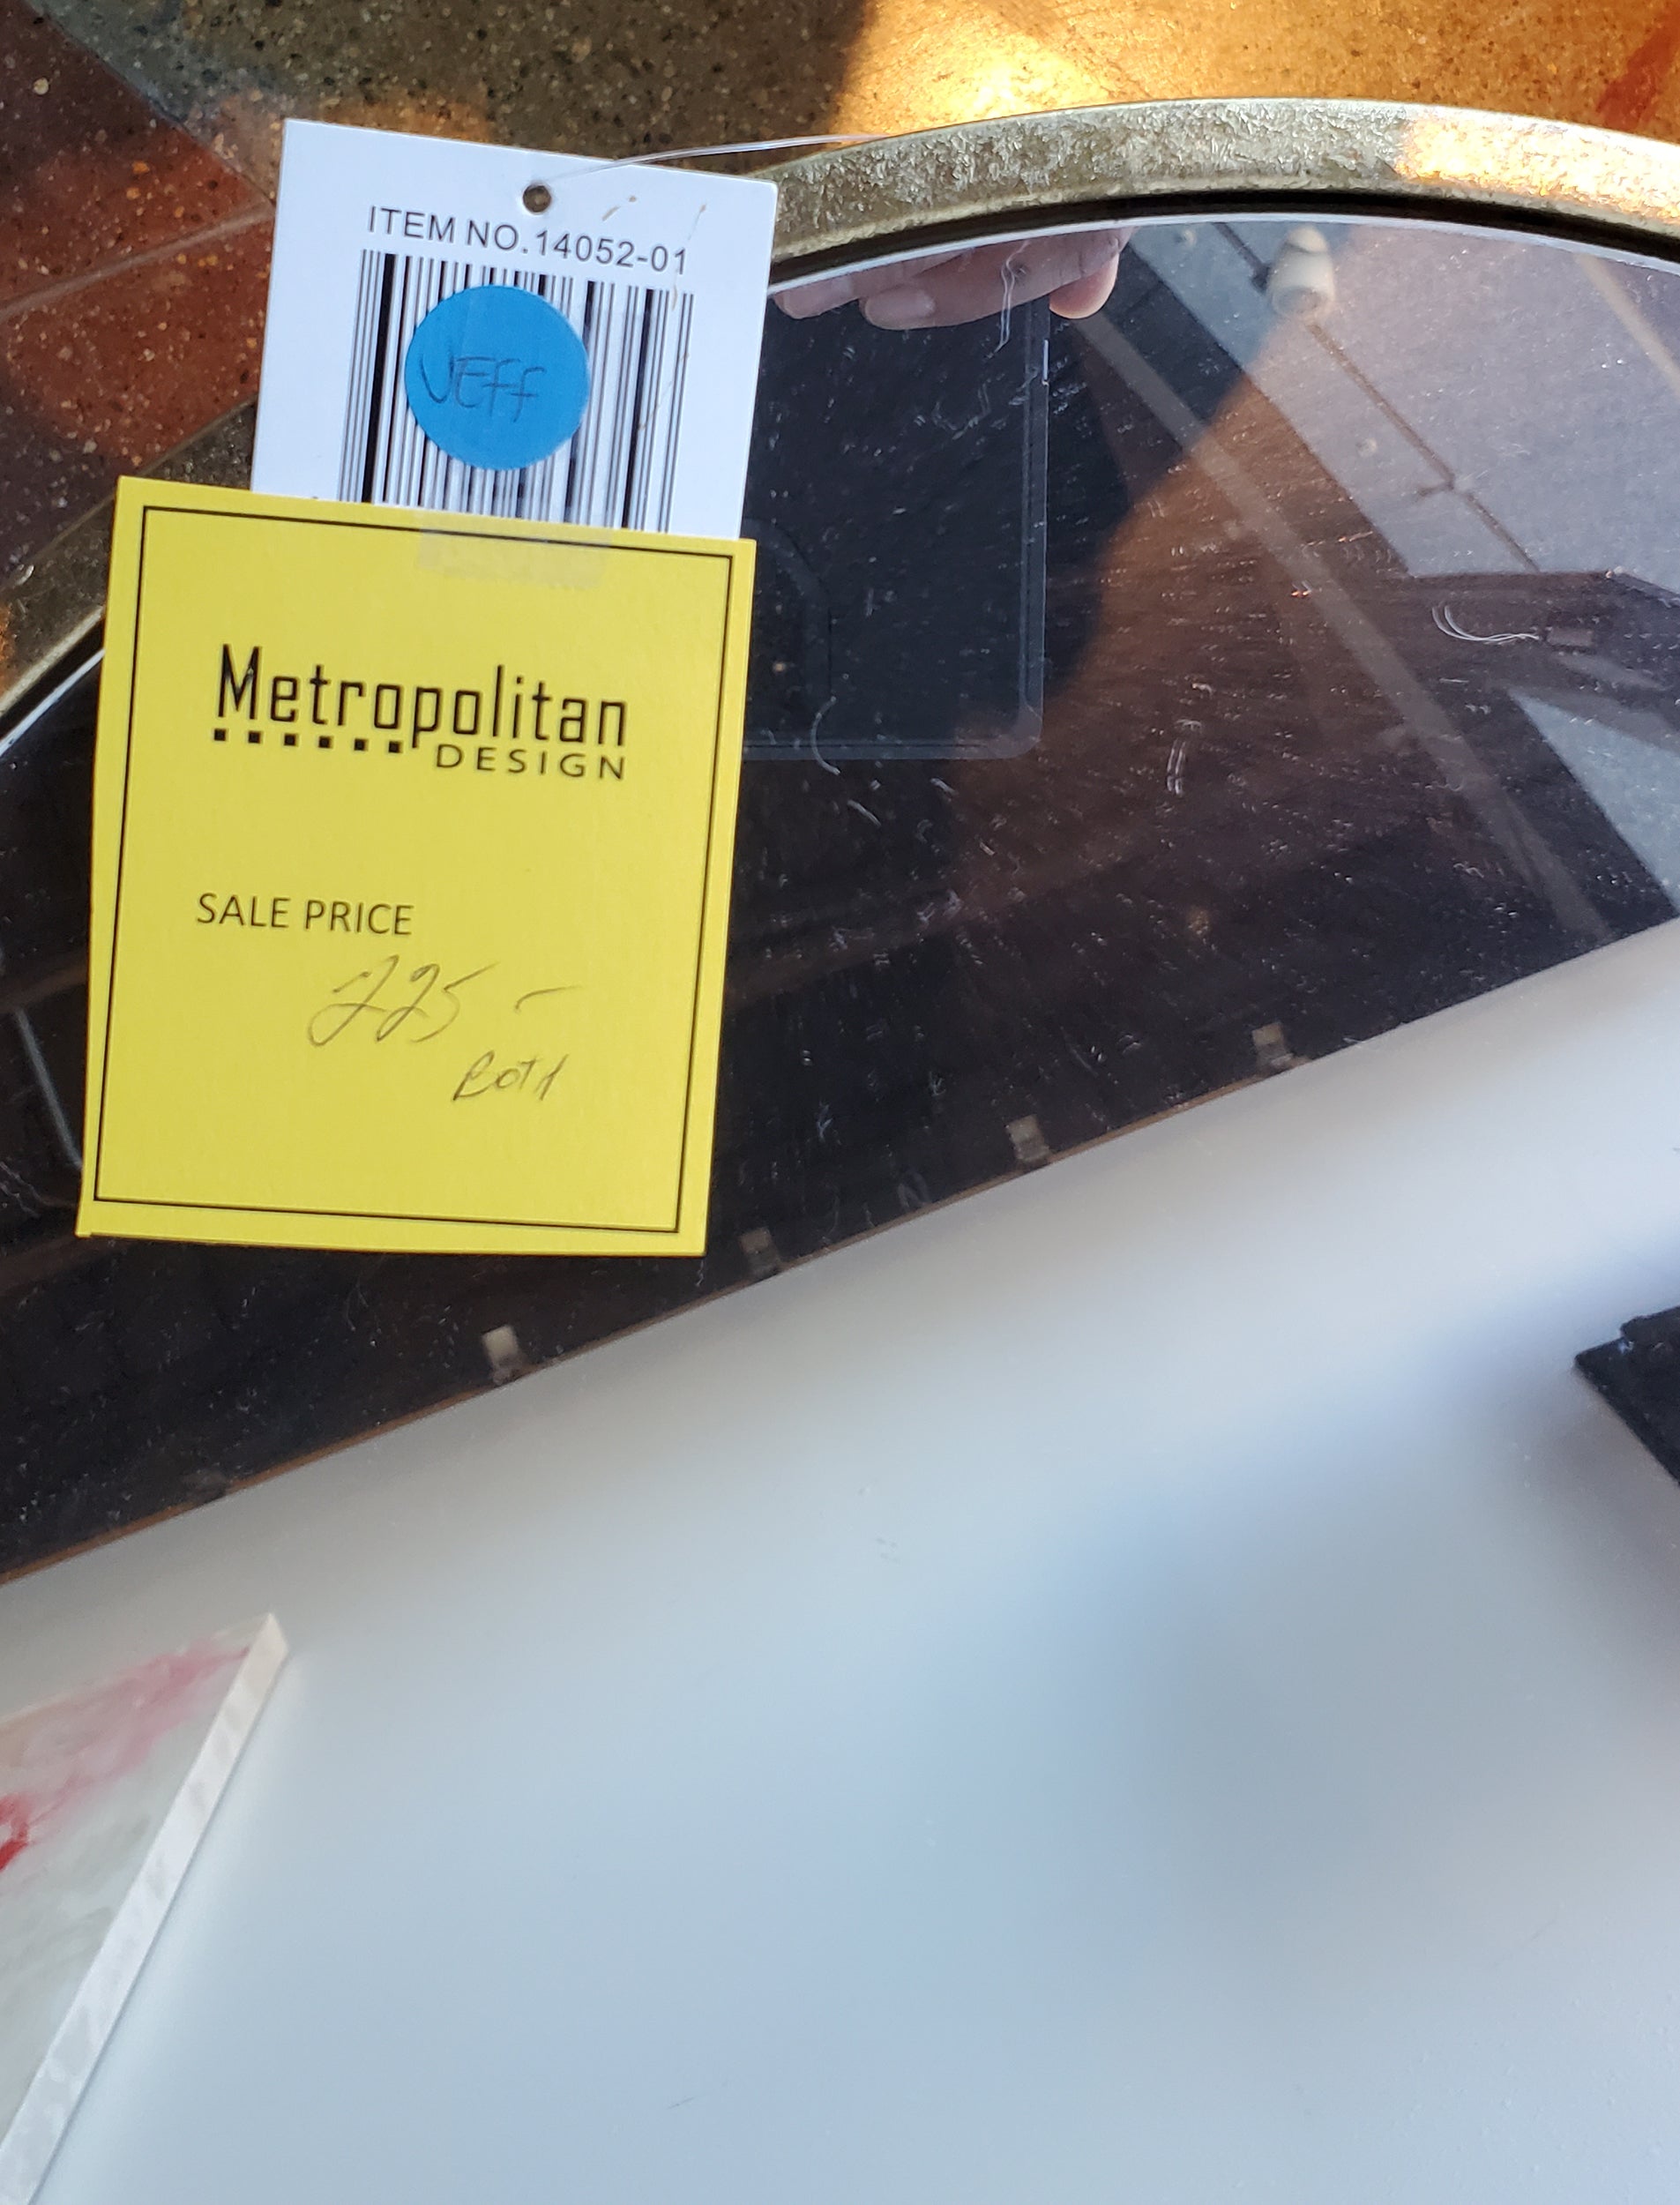 ITEM NO.14052-01
JEFF
Metropolitan
DESIGN
SALE PRICE
225 -
BOTH